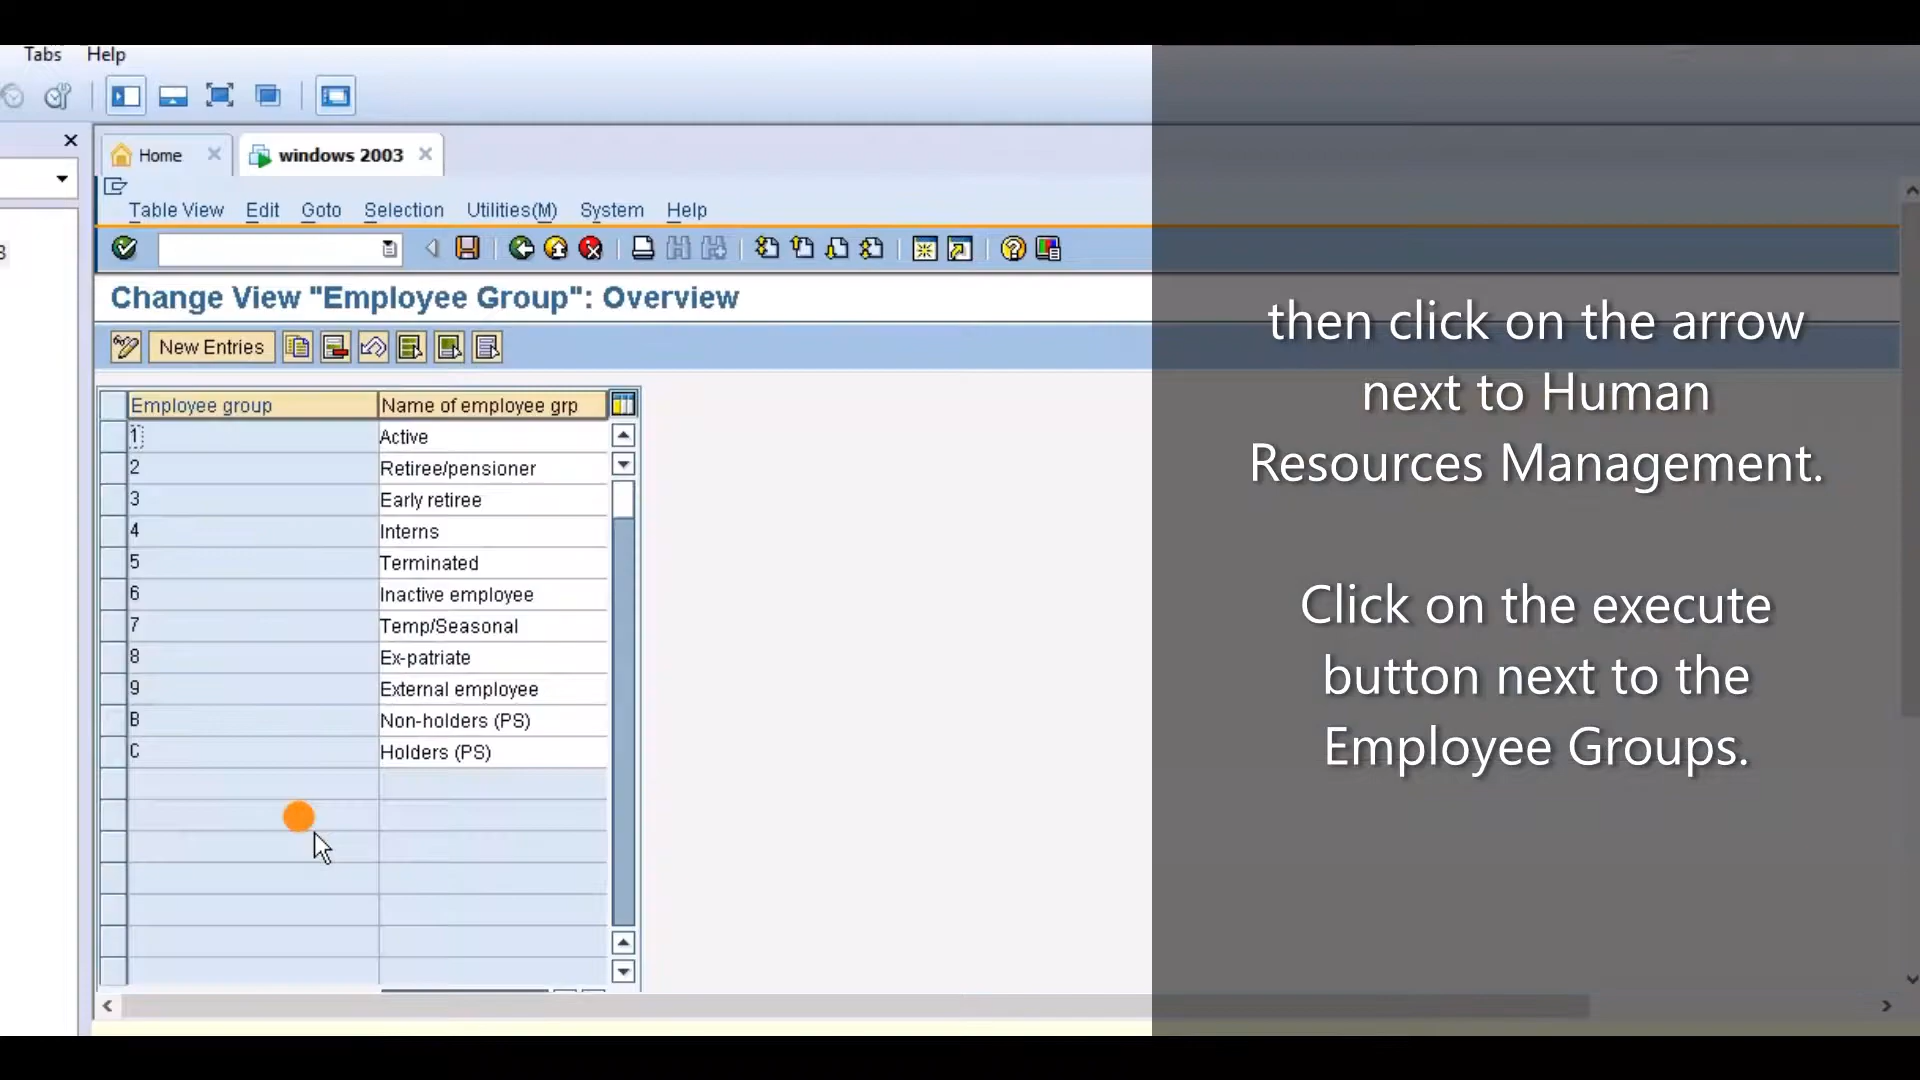 Tabs Help
Home windows 2003
Table View Edit Goto Selection Utilities(M) System Help
Change View "Employee Group": Overview
New Entries
Employee group Name of employee grp
1 Active
2 Retiree/pensioner
3 Early retiree
4 Interns
5 Terminated
6 Inactive employee
7 Temp/Seasonal
8 Ex-patriate
9 External employee
B Non-holders (PS)
C Holders (PS)
then click on the arrow
next to Human
Resources Management.
Click on the execute
button next to the
Employee Groups.